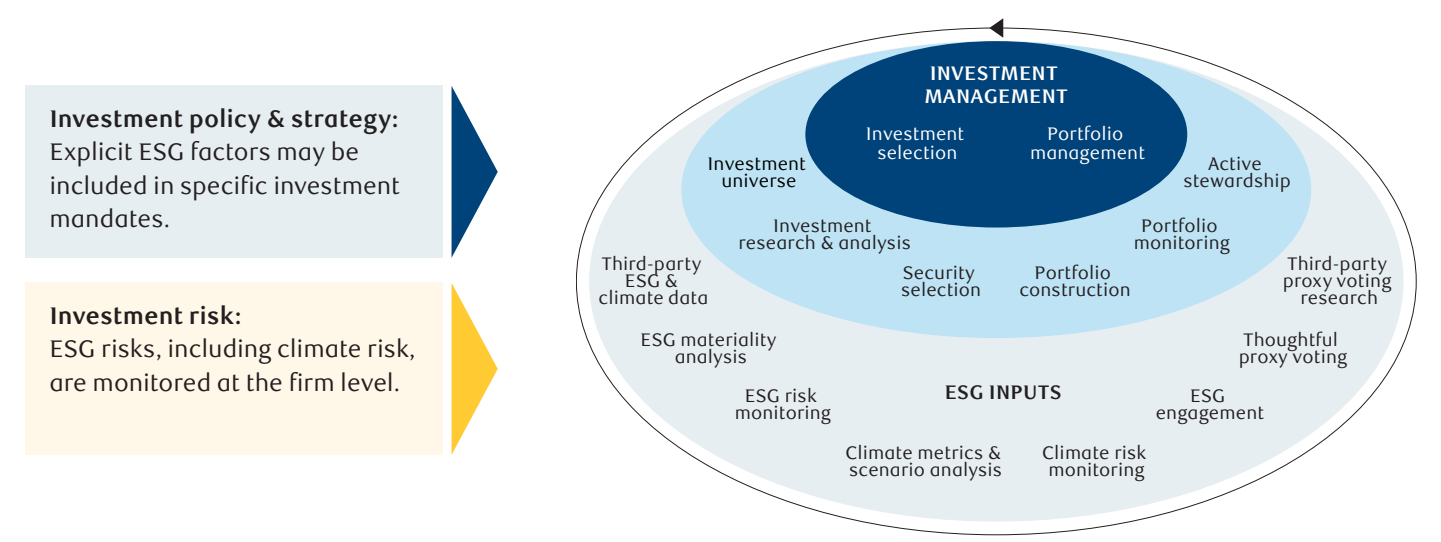 Investment policy & strategy:
Explicit ESG factors may be
included in specific investment
mandates.
Investment risk:
ESG risks, including climate risk,
are monitored at the firm level.
INVESTMENT
MANAGEMENT
Investment
selection
Portfolio
management
Investment
universe
Active
stewardship
Investment
research & analysis
Portfolio
monitoring
Security
selection
Portfolio
construction
Third-party
ESG &
climate data
Third-party
proxy voting
research
ESG materiality
analysis
Thoughtful
proxy voting
ESG risk
monitoring
ESG INPUTS
ESG
engagement
Climate metrics &
scenario analysis
Climate risk
monitoring